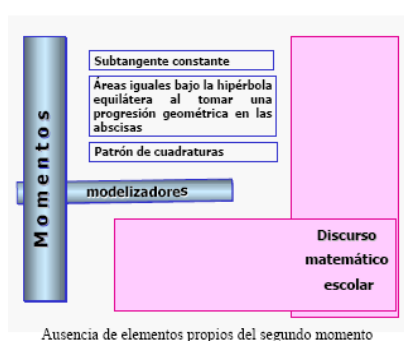 Momentos
Subtangente constante
Áreas iguales bajo la hipérbola
equilátera al tomar una
progresión geométrica en las
abscisas
Patrón de cuadraturas
modelizadores
Discurso
matemático
escolar
Ausencia de elementos propios del segundo momento